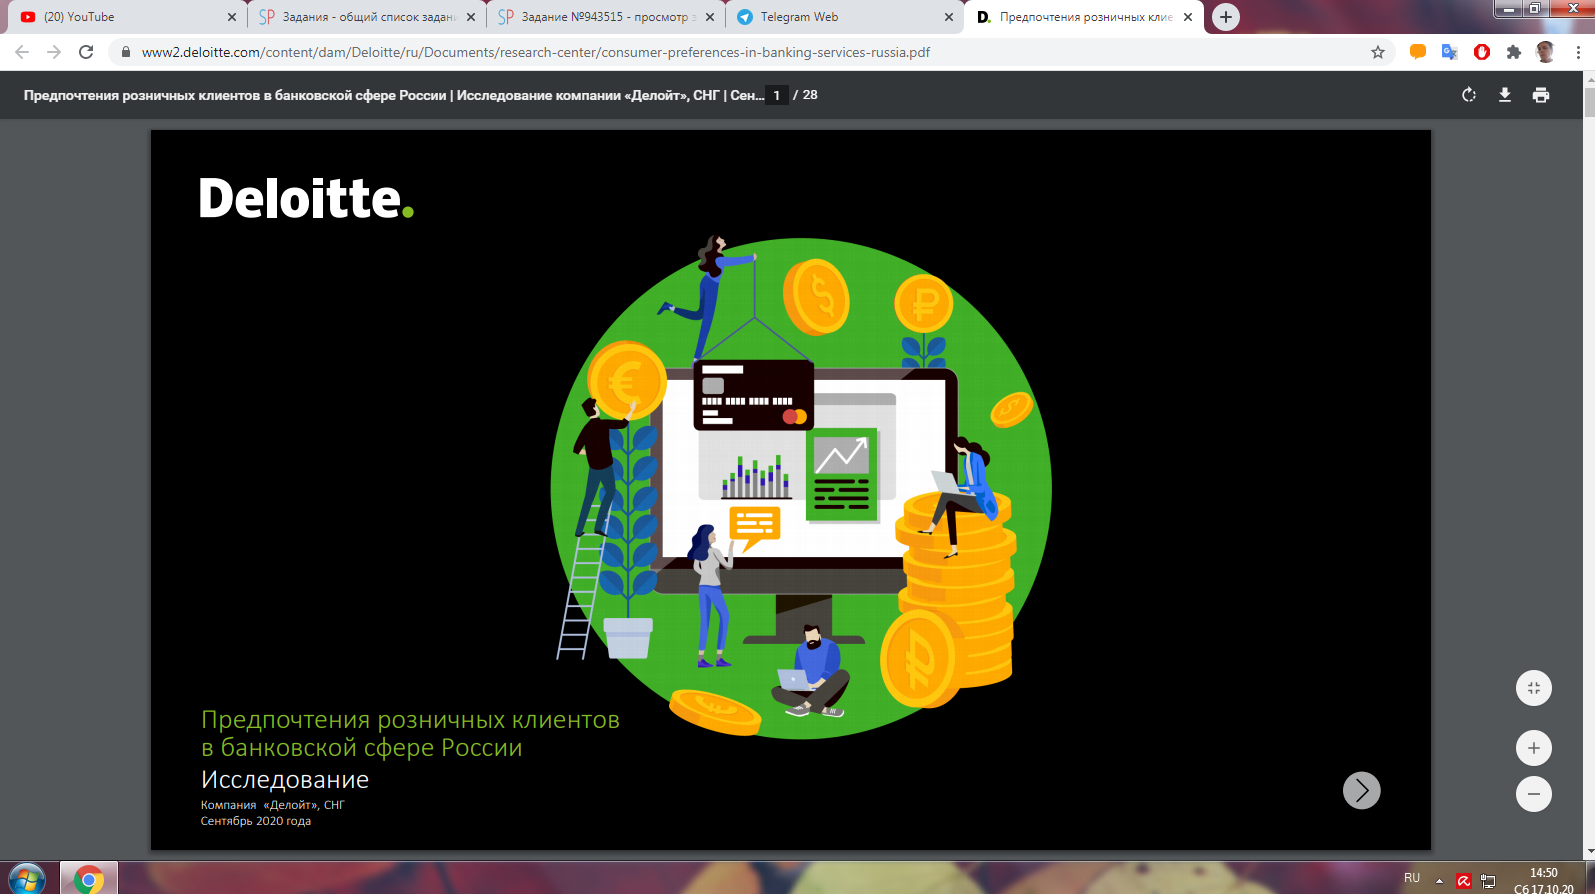 (20) YouTube
Задания - общий список задан
Задание №943515 - просмотр з
Telegram Web
Предпочтения розничных клие
www2.deloitte.com/content/dam/Deloitte/ru/Documents/research-center/consumer-preferences-in-banking-services-russia.pdf
Предпочтения розничных клиентов в банковской сфере России | Исследование компании «Делойт», СНГ | Сен... 1 / 28
Deloitte.
Предпочтения розничных клиентов
в банковской сфере России
Исследование
Компания «Делойт», СНГ
Сентябрь 2020 года
RU
14:50
Сб 17.10.20